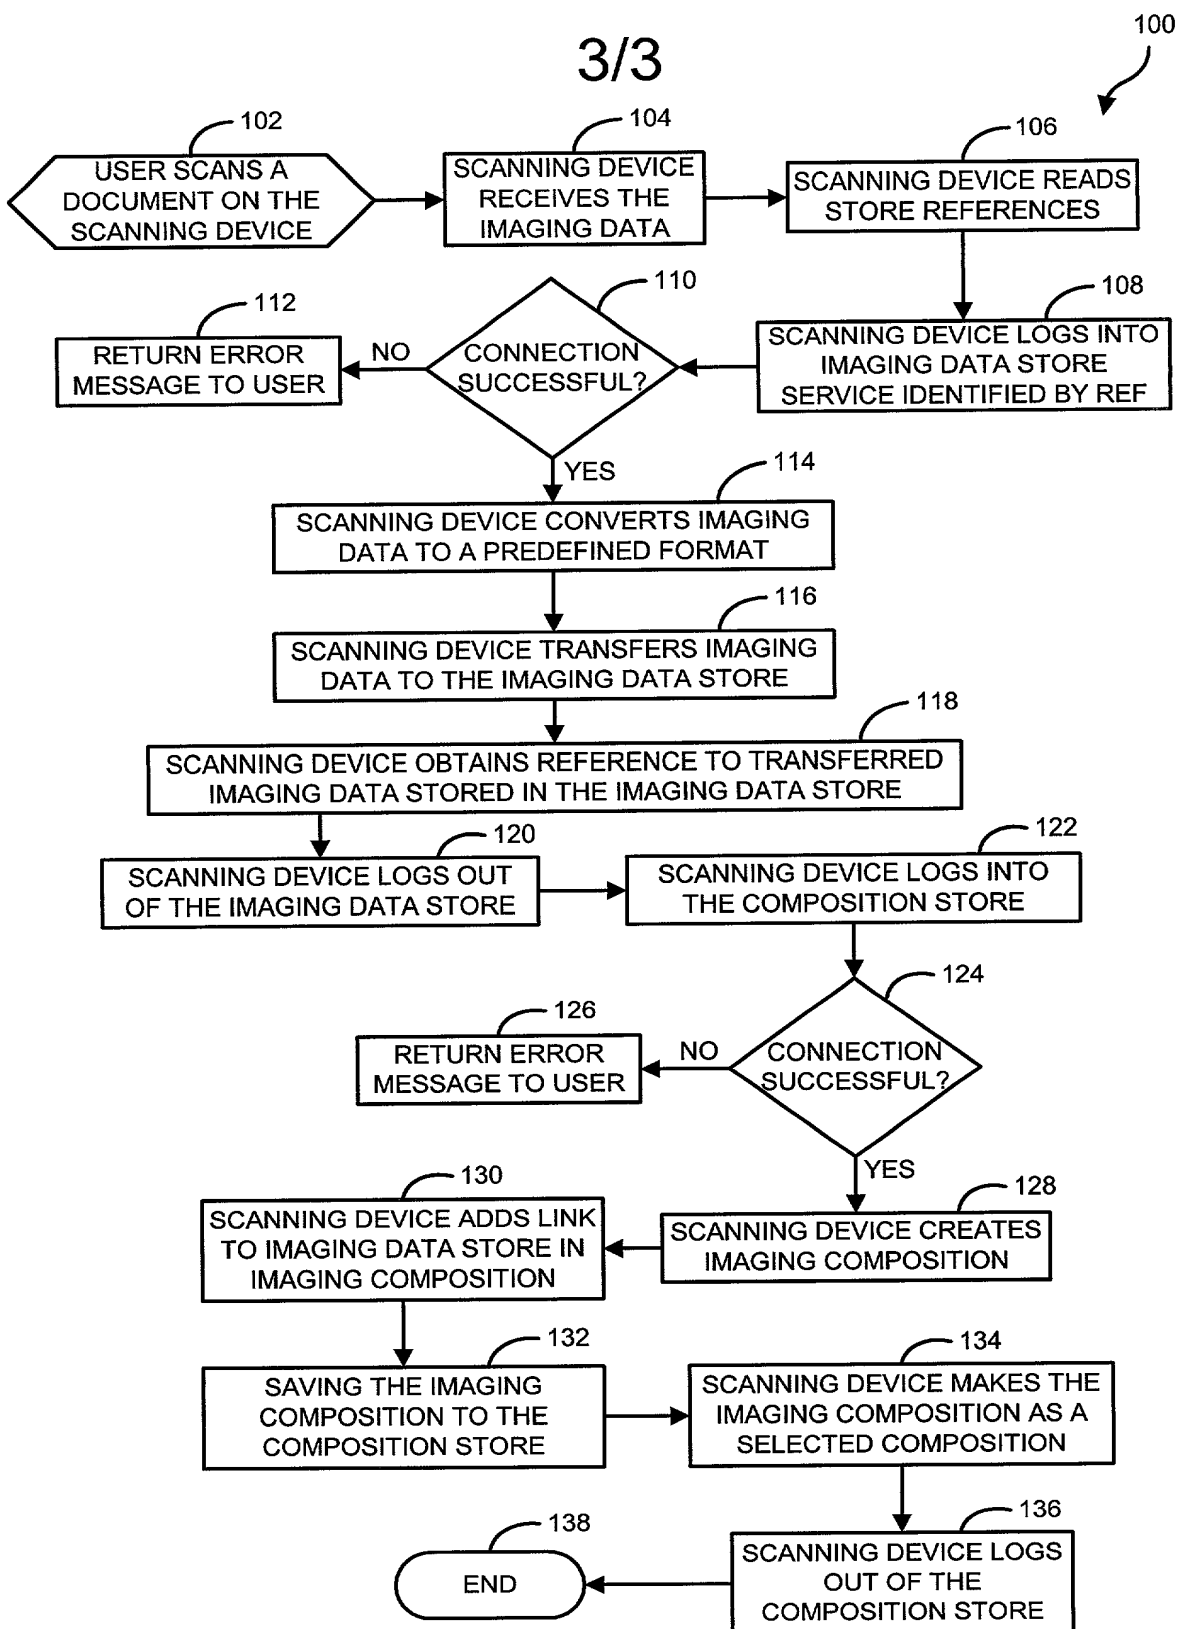 100
3/3
102
USER SCANS A
DOCUMENT ON THE
SCANNING DEVICE
104
SCANNING DEVICE
RECEIVES THE
IMAGING DATA
106
SCANNING DEVICE READS
STORE REFERENCES
108
SCANNING DEVICE LOGS INTO
IMAGING DATA STORE
SERVICE IDENTIFIED BY REF
110
CONNECTION
SUCCESSFUL?
NO
112
RETURN ERROR
MESSAGE TO USER
YES
114
SCANNING DEVICE CONVERTS IMAGING
DATA TO A PREDEFINED FORMAT
116
SCANNING DEVICE TRANSFERS IMAGING
DATA TO THE IMAGING DATA STORE
118
SCANNING DEVICE OBTAINS REFERENCE TO TRANSFERRED
IMAGING DATA STORED IN THE IMAGING DATA STORE
120
SCANNING DEVICE LOGS OUT
OF THE IMAGING DATA STORE
122
SCANNING DEVICE LOGS INTO
THE COMPOSITION STORE
124
CONNECTION
SUCCESSFUL?
NO
126
RETURN ERROR
MESSAGE TO USER
YES
128
SCANNING DEVICE CREATES
IMAGING COMPOSITION
130
SCANNING DEVICE ADDS LINK
TO IMAGING DATA STORE IN
IMAGING COMPOSITION
132
SAVING THE IMAGING
COMPOSITION TO THE
COMPOSITION STORE
134
SCANNING DEVICE MAKES THE
IMAGING COMPOSITION AS A
SELECTED COMPOSITION
136
SCANNING DEVICE LOGS
OUT OF THE
COMPOSITION STORE
138
END